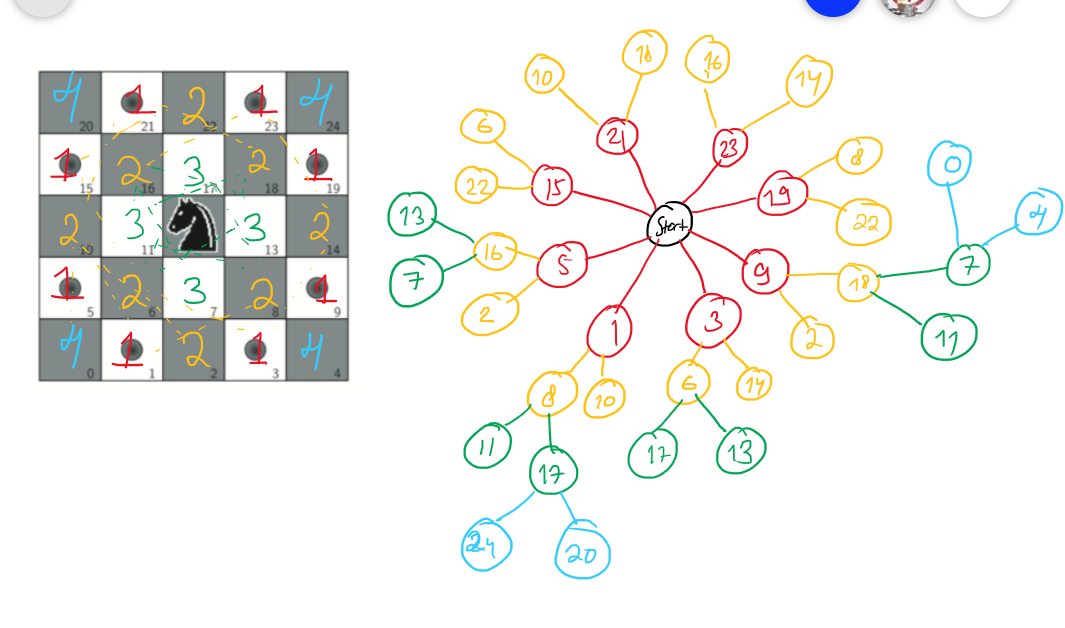 4 1 2 1 4
20 21 22 23 24
1 2 3 2 1
15 16 17 18 19
2 3 3 2
10 11 13 14
1 2 3 2 1
5 6 7 8 9
4 1 2 1 4
0 1 2 3 4
18 16
10 14
6 21 23 8
22 15 19 22 0
13 Start 4
16 5 9 18 7
7 2
1 3 2 11
8 10 6 14
11 17 13
17
24 20